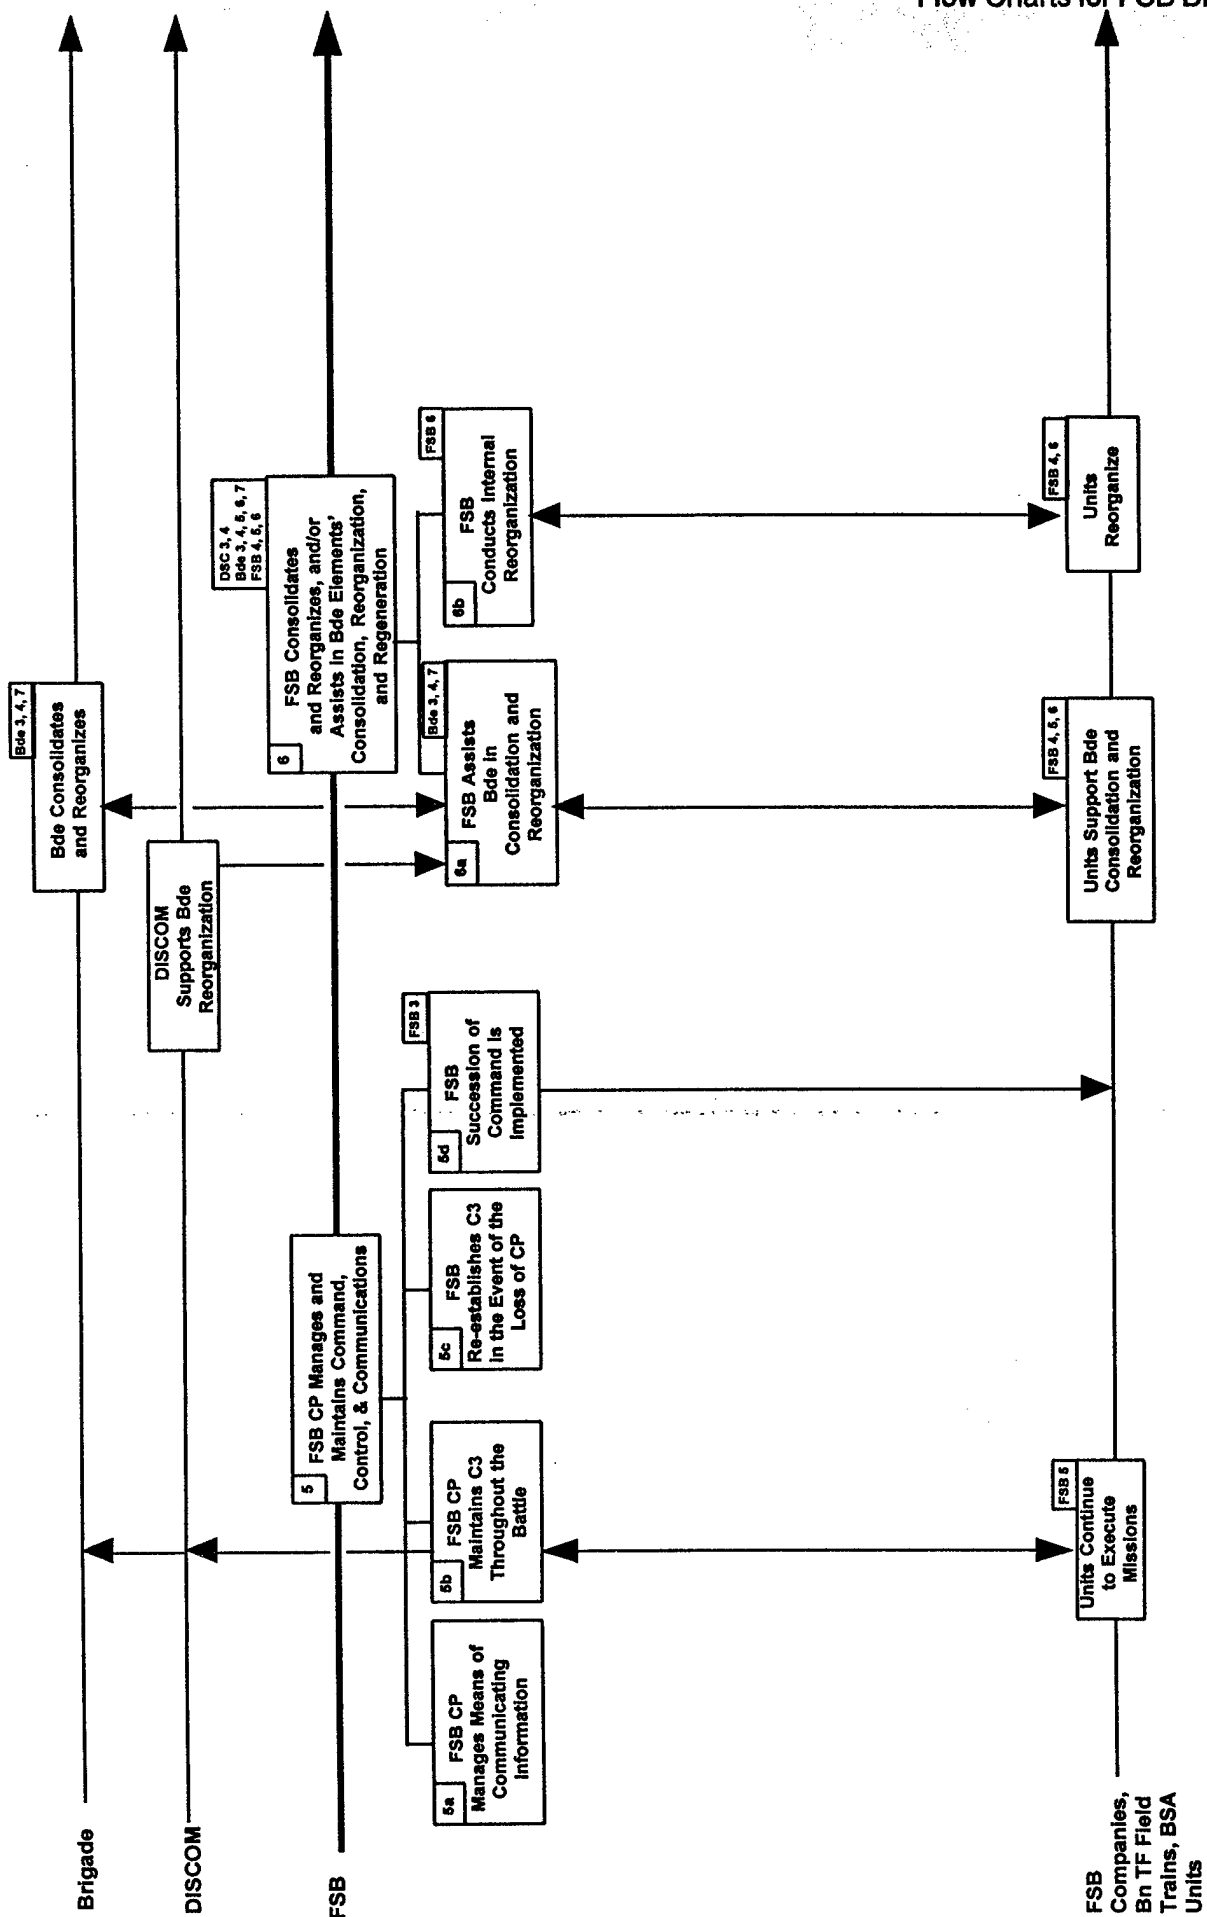 Flow Charts for FSB B
Brigade
Bde 3, 4, 7
Bde Consolidates
and Reorganizes
DISCOM
DISCOM
Supports Bde
Reorganization
FSB
5
FSB CP Manages and
Maintains Command,
Control, & Communications
DSC 3, 4
Bde 3, 4, 5, 6, 7
FSB 4, 5, 6
6
FSB Consolidates
and Reorganizes, and/or
Assists in Bde Elements'
Consolidation, Reorganization,
and Regeneration
5a
FSB CP
Manages Means of
Communicating
Information
5b
FSB CP
Maintains C3
Throughout the
Battle
5c
FSB
Re-establishes C3
in the Event of the
Loss of CP
FSB 3
5d
FSB
Succession of
Command is
Implemented
Bde 3, 4, 7
6a
FSB Assists
Bde in
Consolidation and
Reorganization
FSB 6
6b
FSB
Conducts Internal
Reorganization
FSB
Companies,
Bn TF Field
Trains, BSA
Units
FSB 5
Units Continue
to Execute
Missions
FSB 4, 5, 6
Units Support Bde
Consolidation and
Reorganization
FSB 4, 6
Units
Reorganize